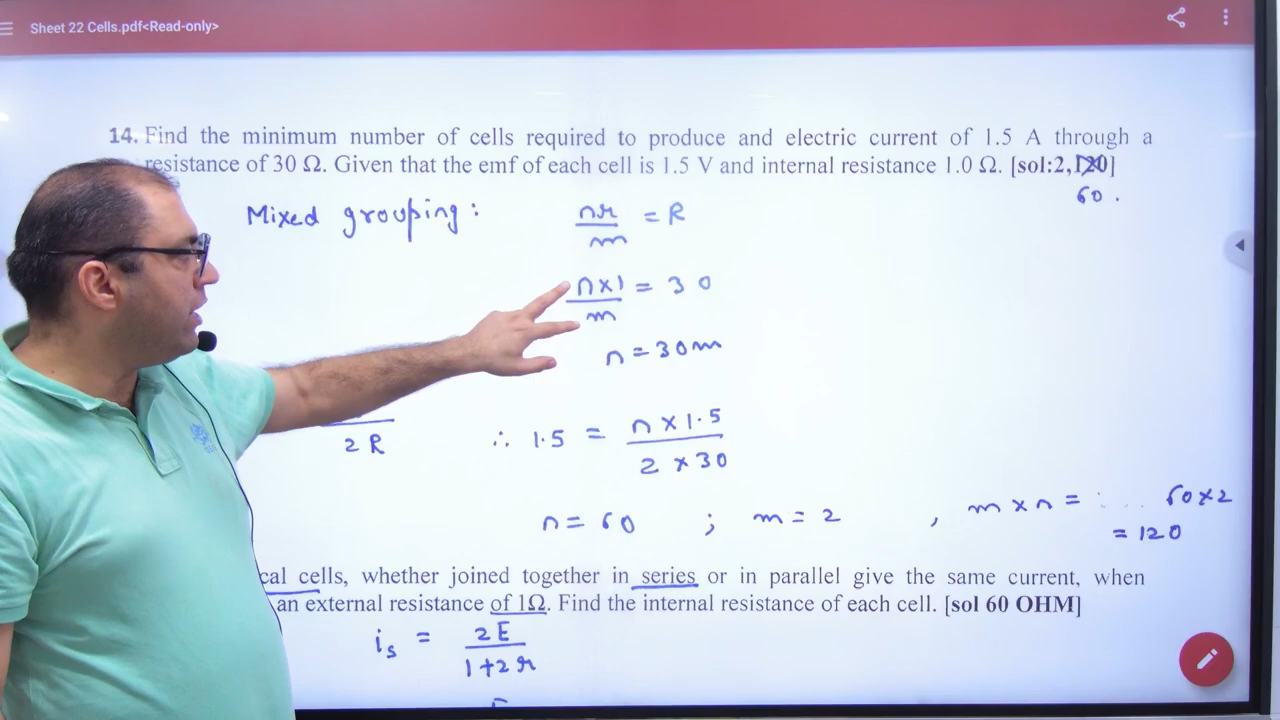 Sheet 22 Cells.pdf<Read-only>
14. Find the minimum number of cells required to produce and electric current of 1.5 A through a
resistance of 30 Ω. Given that the emf of each cell is 1.5 V and internal resistance 1.0 Ω. [sol:2,120]
60 .
Mixed grouping :
nr/m = R
n×1/m = 30
n = 30m
2 R
∴ 1.5 = n × 1.5 / 2 × 30
n = 60 ; m = 2 , m × n = 60×2
= 120
cal cells, whether joined together in series or in parallel give the same current, when
an external resistance of 1Ω. Find the internal resistance of each cell. [sol 60 OHM]
is = 2E / 1+2r